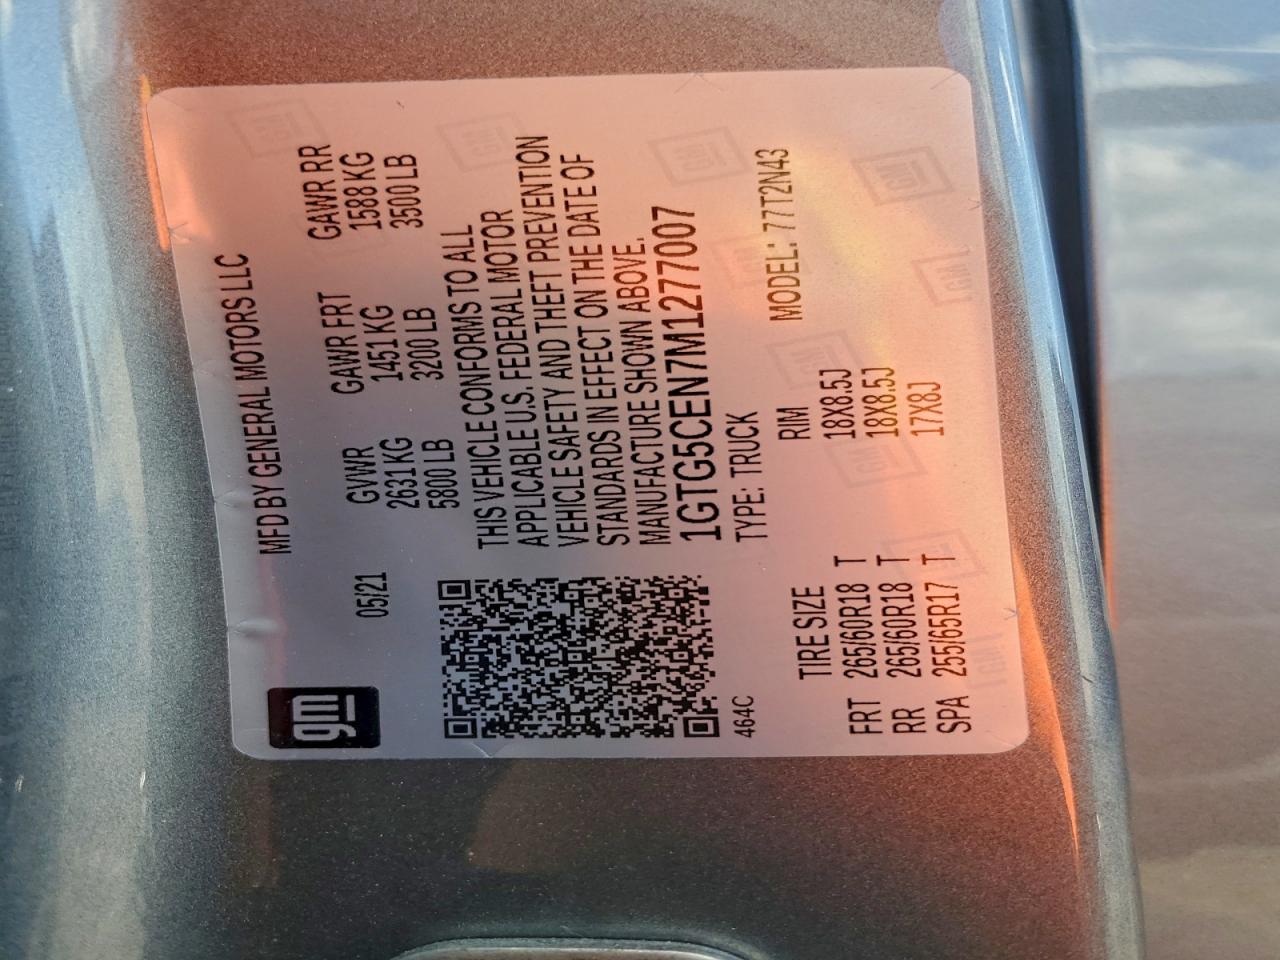 gm
MFD BY GENERAL MOTORS LLC
05/21
GVWR GAWR FRT GAWR RR
2631 KG 1451 KG 1588 KG
5800 LB 3200 LB 3500 LB
THIS VEHICLE CONFORMS TO ALL
APPLICABLE U.S. FEDERAL MOTOR
VEHICLE SAFETY AND THEFT PREVENTION
STANDARDS IN EFFECT ON THE DATE OF
MANUFACTURE SHOWN ABOVE.
1GTG5CEN7M1277007
464C TYPE: TRUCK MODEL: 77T2N43
TIRE SIZE RIM
FRT 265/60R18 T 18X8.5J
RR 265/60R18 T 18X8.5J
SPA 255/65R17 T 17X8J